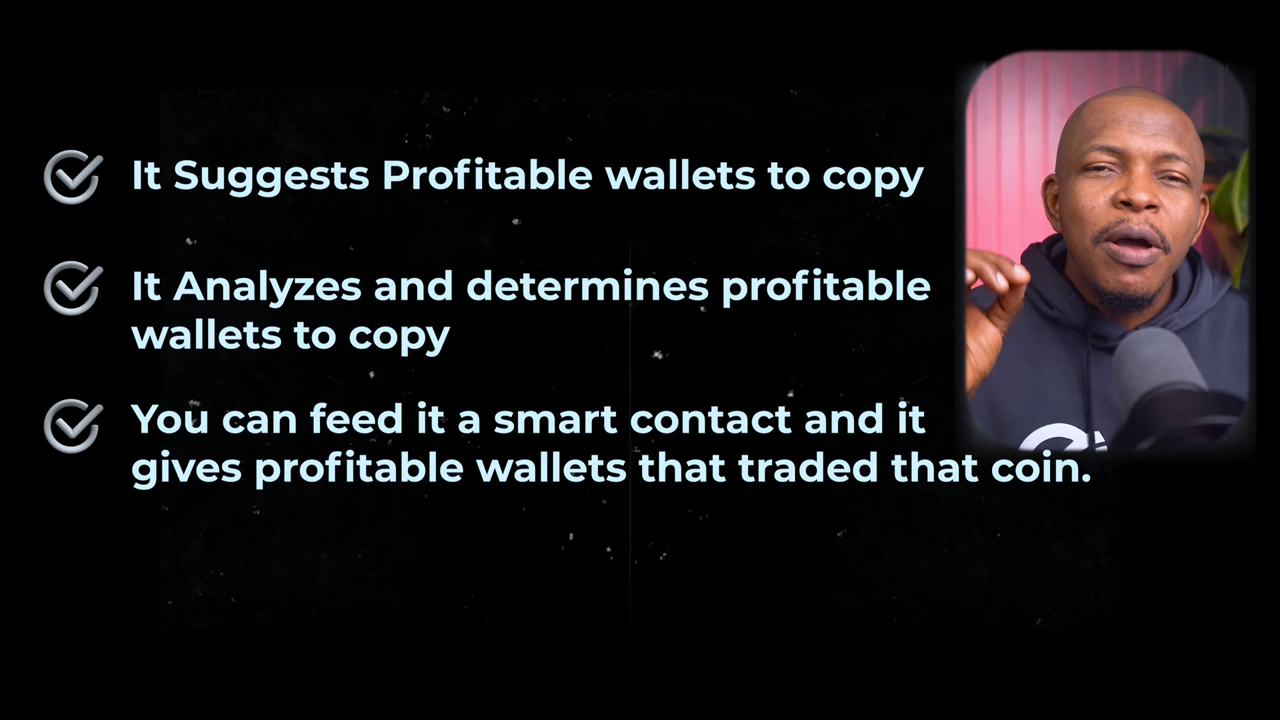 It Suggests Profitable wallets to copy
It Analyzes and determines profitable
wallets to copy
You can feed it a smart contact and it
gives profitable wallets that traded that coin.